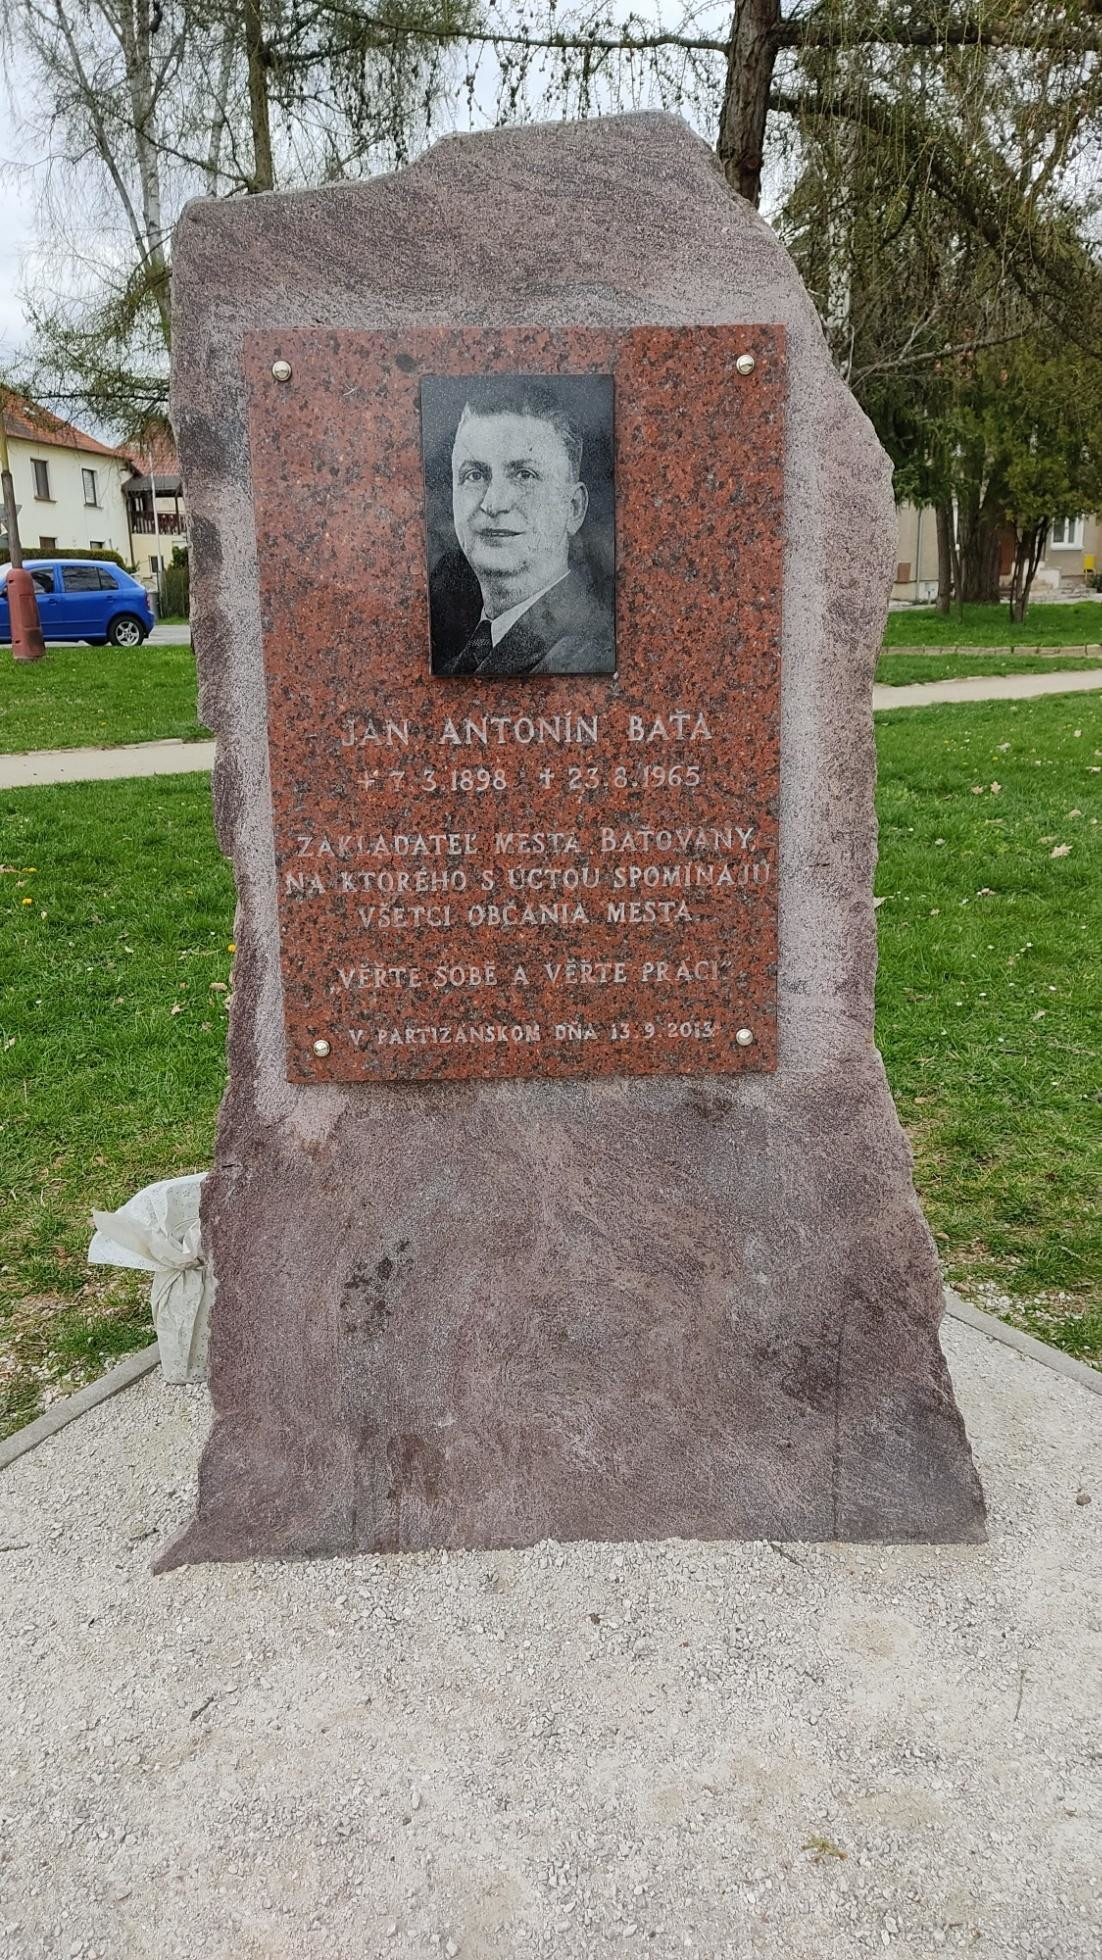 JAN ANTONÍN BAŤA
+ 7.3.1898 † 23.8.1965
ZAKLADATEĽ MESTA BAŤOVANY,
NA KTORÉHO S ÚCTOU SPOMÍNAJÚ
VŠETCI OBČANIA MESTA
„VĚŘTE SOBĚ A VĚŘTE PRÁCI"
V PARTIZÁNSKOM DŇA 13.9.2013